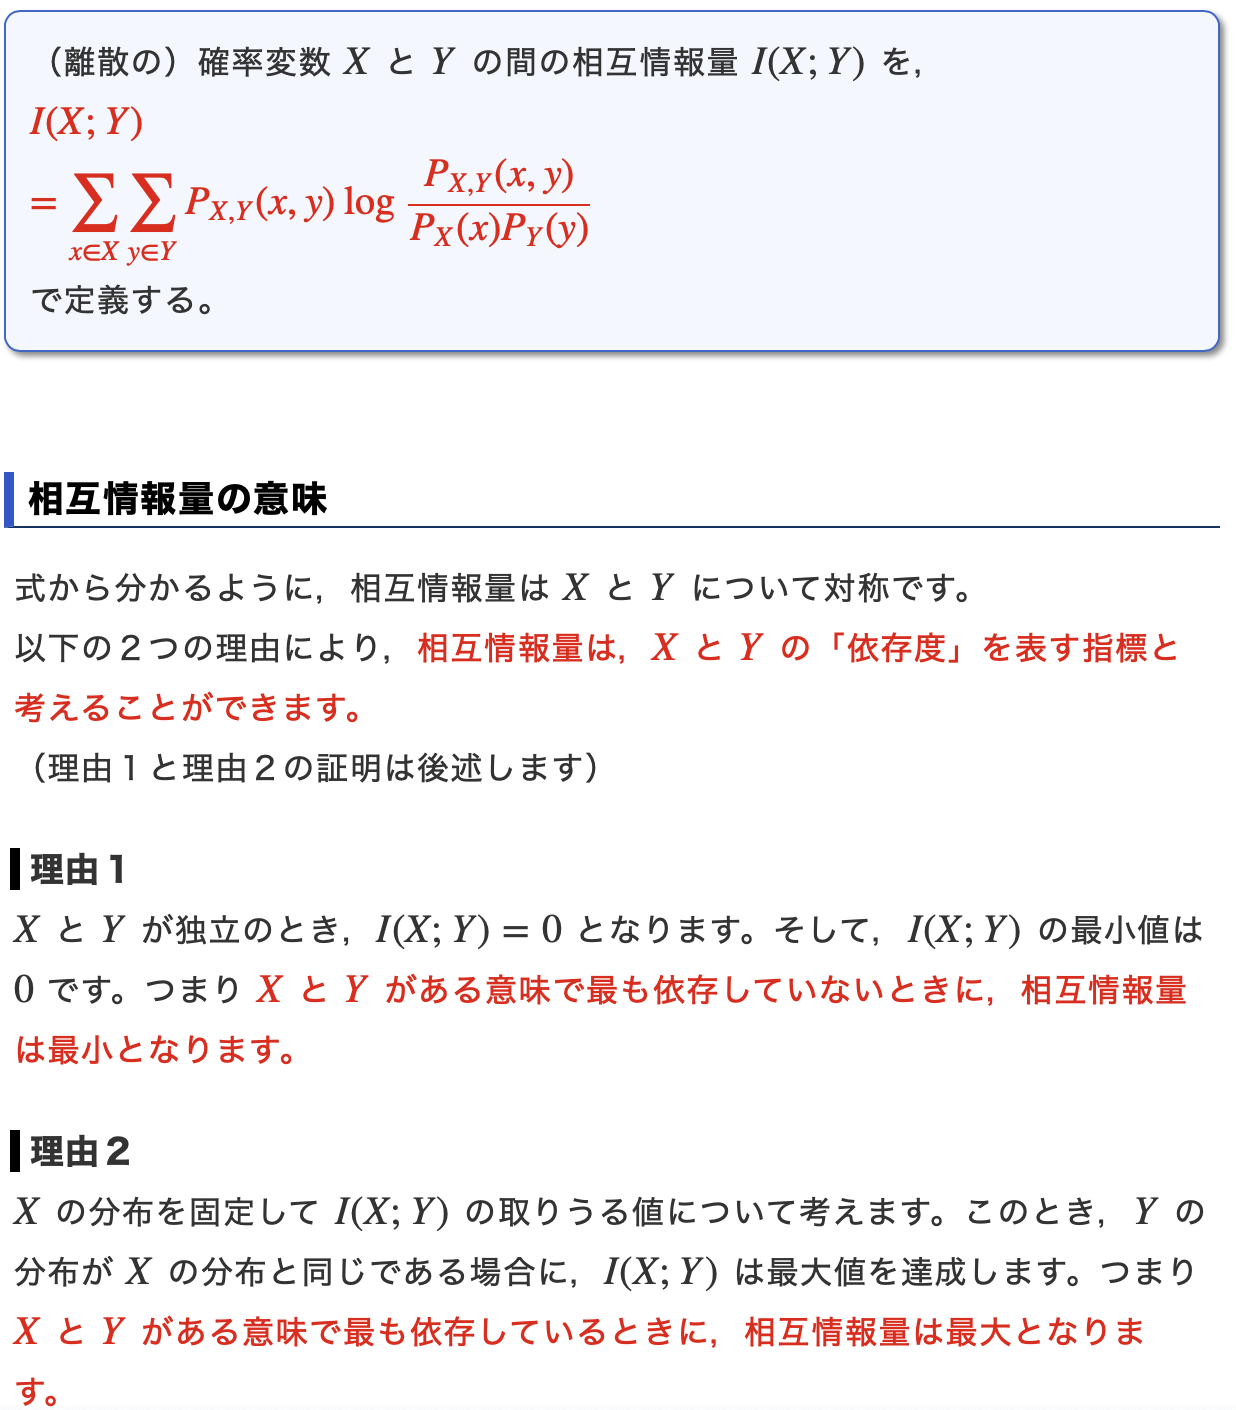 （離散の）確率変数 X と Y の間の相互情報量 I(X; Y) を，
I(X; Y)
= ∑_{x∈X} ∑_{y∈Y} P_{X,Y}(x, y) log \frac{P_{X,Y}(x, y)}{P_X(x)P_Y(y)}
で定義する。
相互情報量の意味
式から分かるように，相互情報量は X と Y について対称です。
以下の２つの理由により，相互情報量は，X と Y の「依存度」を表す指標と
考えることができます。
（理由１と理由２の証明は後述します）
理由１
X と Y が独立のとき，I(X; Y) = 0 となります。そして，I(X; Y) の最小値は
0 です。つまり X と Y がある意味で最も依存していないときに，相互情報量
は最小となります。
理由２
X の分布を固定して I(X; Y) の取りうる値について考えます。このとき，Y の
分布が X の分布と同じである場合に，I(X; Y) は最大値を達成します。つまり
X と Y がある意味で最も依存しているときに，相互情報量は最大となりま
す。